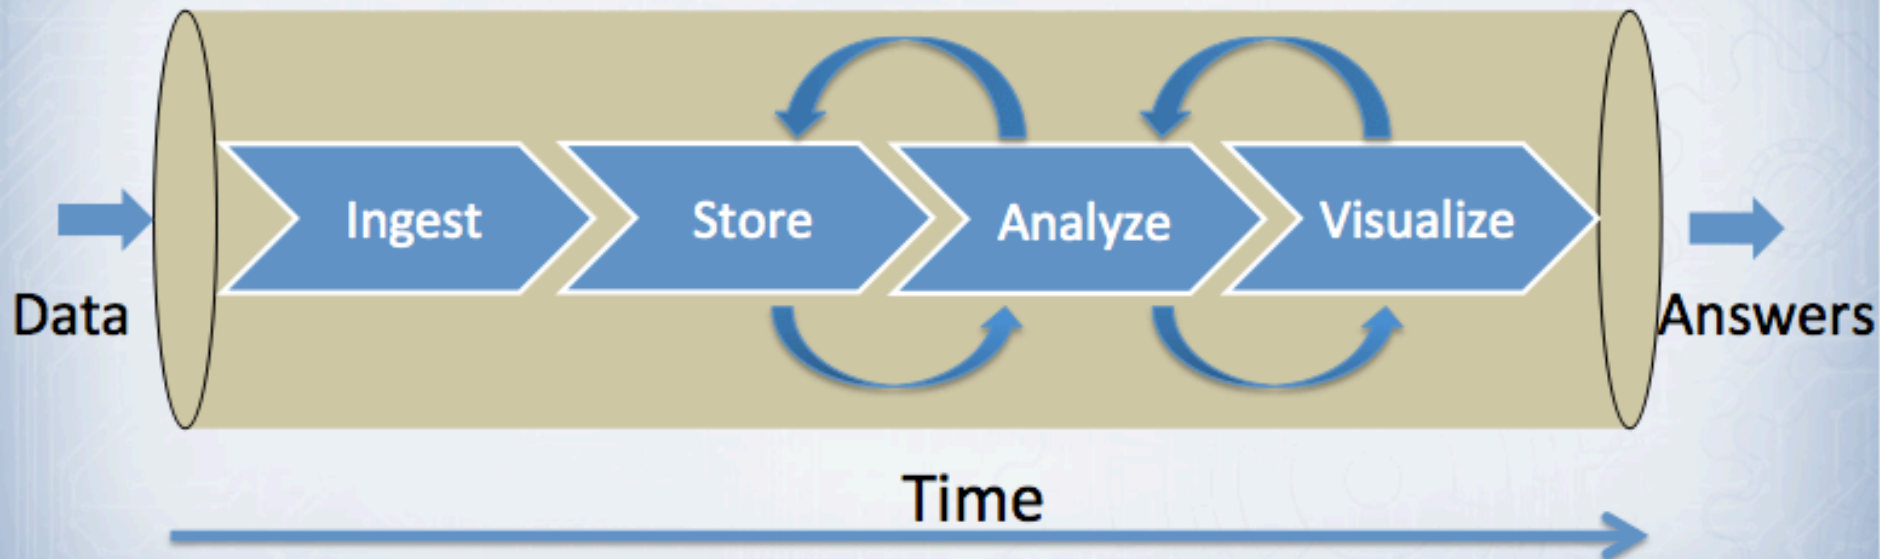 Ingest
Store
Analyze
Visualize
Data
Answers
Time